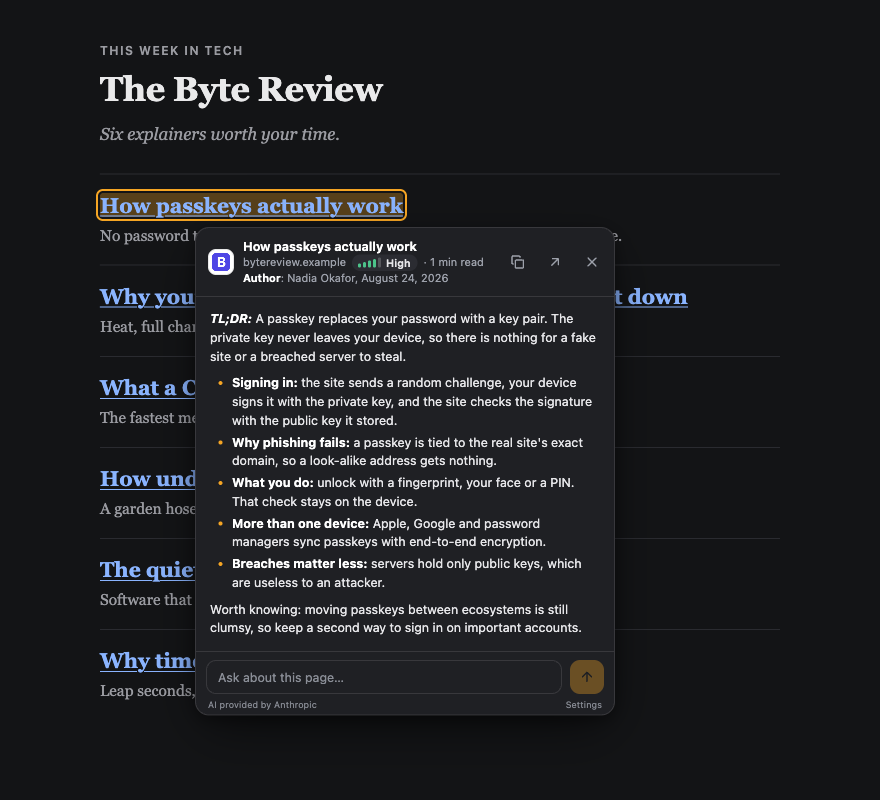 THIS WEEK IN TECH
The Byte Review
Six explainers worth your time.
How passkeys actually work
No password
B
How passkeys actually work
bytereview.example High · 1 min read
Author: Nadia Okafor, August 24, 2026
TL;DR: A passkey replaces your password with a key pair. The
private key never leaves your device, so there is nothing for a fake
site or a breached server to steal.
• Signing in: the site sends a random challenge, your device
signs it with the private key, and the site checks the signature
with the public key it stored.
• Why phishing fails: a passkey is tied to the real site's exact
domain, so a look-alike address gets nothing.
• What you do: unlock with a fingerprint, your face or a PIN.
That check stays on the device.
• More than one device: Apple, Google and password
managers sync passkeys with end-to-end encryption.
• Breaches matter less: servers hold only public keys, which
are useless to an attacker.
Worth knowing: moving passkeys between ecosystems is still
clumsy, so keep a second way to sign in on important accounts.
Ask about this page...
AI provided by Anthropic Settings
Why you
down
Heat, full
What a
The fastest
How
A garden hose
The
Software that
Why
Leap seconds,